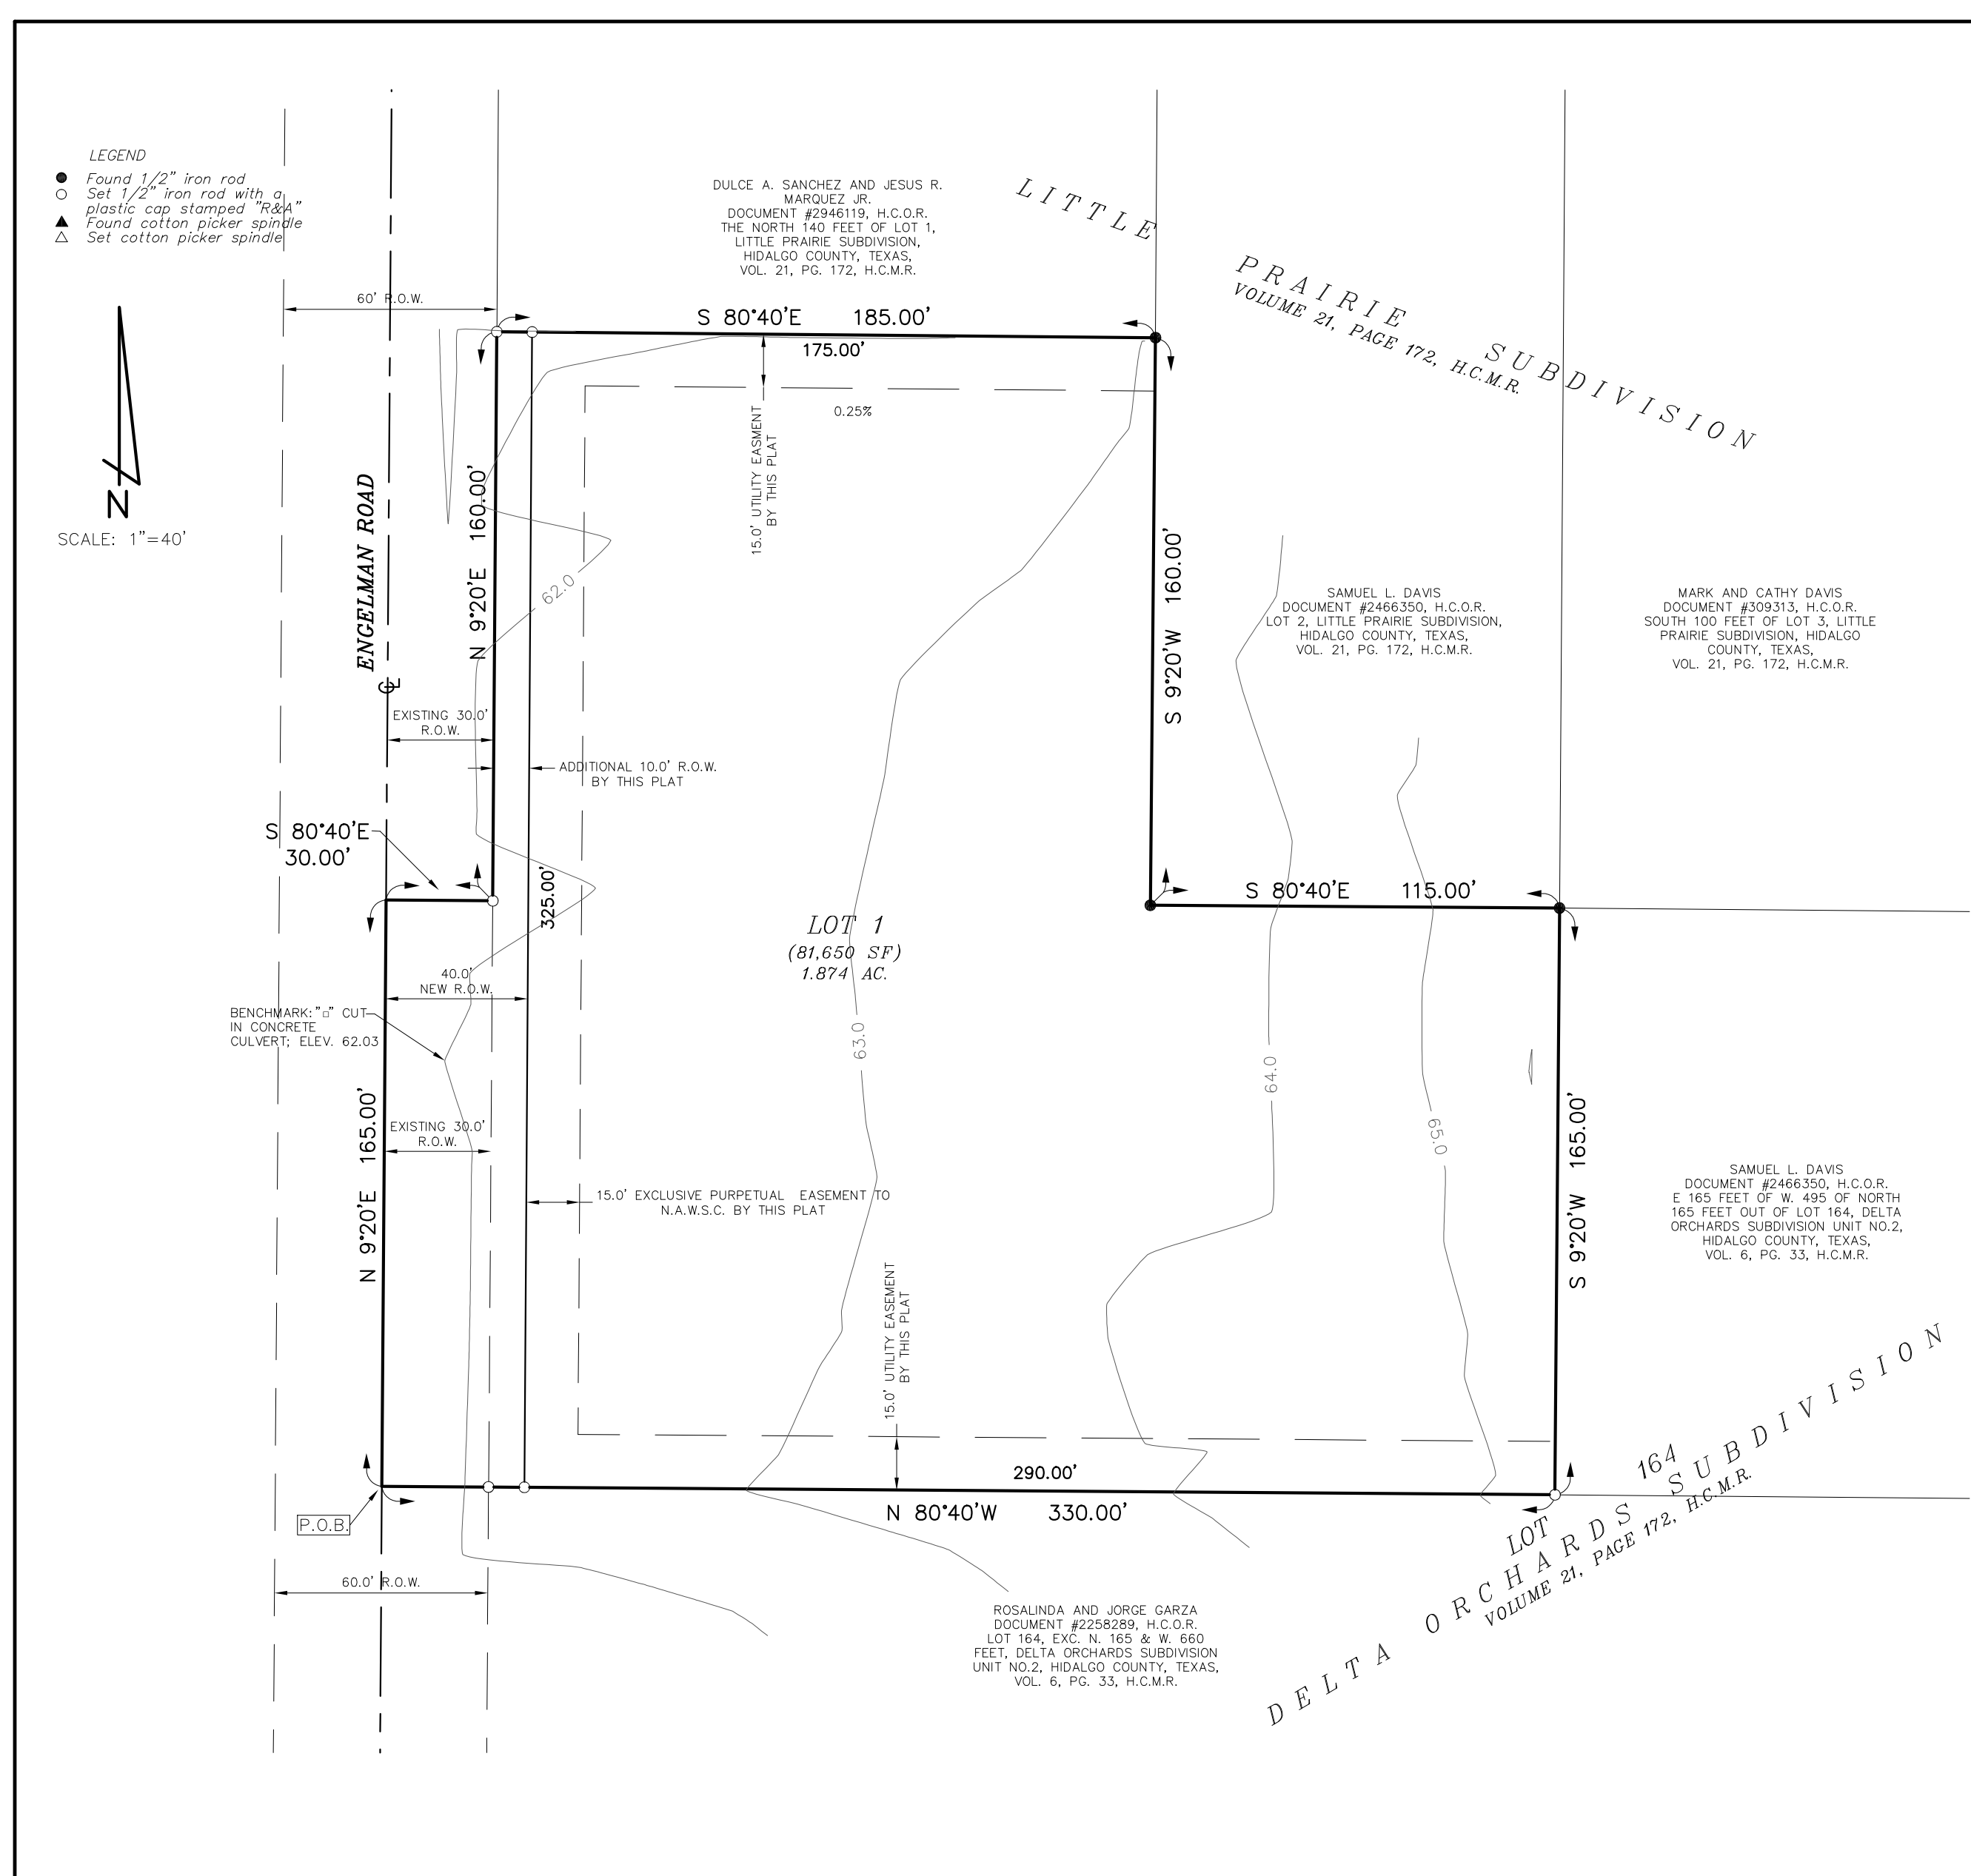 LEGEND
Found 1/2" iron rod
Set 1/2" iron rod with a
plastic cap stamped "R&A"
Found cotton picker spindle
Set cotton picker spindle
N
SCALE: 1"=40'
DULCE A. SANCHEZ AND JESUS R.
MARQUEZ JR.
DOCUMENT #2946119, H.C.O.R.
THE NORTH 140 FEET OF LOT 1,
LITTLE PRAIRIE SUBDIVISION,
HIDALGO COUNTY, TEXAS,
VOL. 21, PG. 172, H.C.M.R.
LITTLE PRAIRIE SUBDIVISION
VOLUME 21, PAGE 172, H.C.M.R.
60' R.O.W.
S 80°40'E 185.00'
175.00'
0.25%
15.0' UTILITY EASMENT
BY THIS PLAT
ENGELMAN ROAD
N 9°20'E 160.00'
62.0
S 9°20'W 160.00'
SAMUEL L. DAVIS
DOCUMENT #2466350, H.C.O.R.
LOT 2, LITTLE PRAIRIE SUBDIVISION,
HIDALGO COUNTY, TEXAS,
VOL. 21, PG. 172, H.C.M.R.
MARK AND CATHY DAVIS
DOCUMENT #309313, H.C.O.R.
SOUTH 100 FEET OF LOT 3, LITTLE
PRAIRIE SUBDIVISION, HIDALGO
COUNTY, TEXAS,
VOL. 21, PG. 172, H.C.M.R.
℄
EXISTING 30.0'
R.O.W.
ADDITIONAL 10.0' R.O.W.
BY THIS PLAT
S 80°40'E
30.00'
325.00'
S 80°40'E 115.00'
LOT 1
(81,650 SF)
1.874 AC.
40.0'
NEW R.O.W.
BENCHMARK:"□" CUT
IN CONCRETE
CULVERT; ELEV. 62.03
63.0
64.0
65.0
N 9°20'E 165.00'
EXISTING 30.0'
R.O.W.
S 9°20'W 165.00'
15.0' EXCLUSIVE PURPETUAL EASEMENT TO
N.A.W.S.C. BY THIS PLAT
SAMUEL L. DAVIS
DOCUMENT #2466350, H.C.O.R.
E 165 FEET OF W. 495 OF NORTH
165 FEET OUT OF LOT 164, DELTA
ORCHARDS SUBDIVISION UNIT NO.2,
HIDALGO COUNTY, TEXAS,
VOL. 6, PG. 33, H.C.M.R.
15.0' UTILITY EASEMENT
BY THIS PLAT
290.00'
N 80°40'W 330.00'
P.O.B.
60.0' R.O.W.
LOT 164
DELTA ORCHARDS SUBDIVISION
VOLUME 21, PAGE 172, H.C.M.R.
ROSALINDA AND JORGE GARZA
DOCUMENT #2258289, H.C.O.R.
LOT 164, EXC. N. 165 & W. 660
FEET, DELTA ORCHARDS SUBDIVISION
UNIT NO.2, HIDALGO COUNTY, TEXAS,
VOL. 6, PG. 33, H.C.M.R.